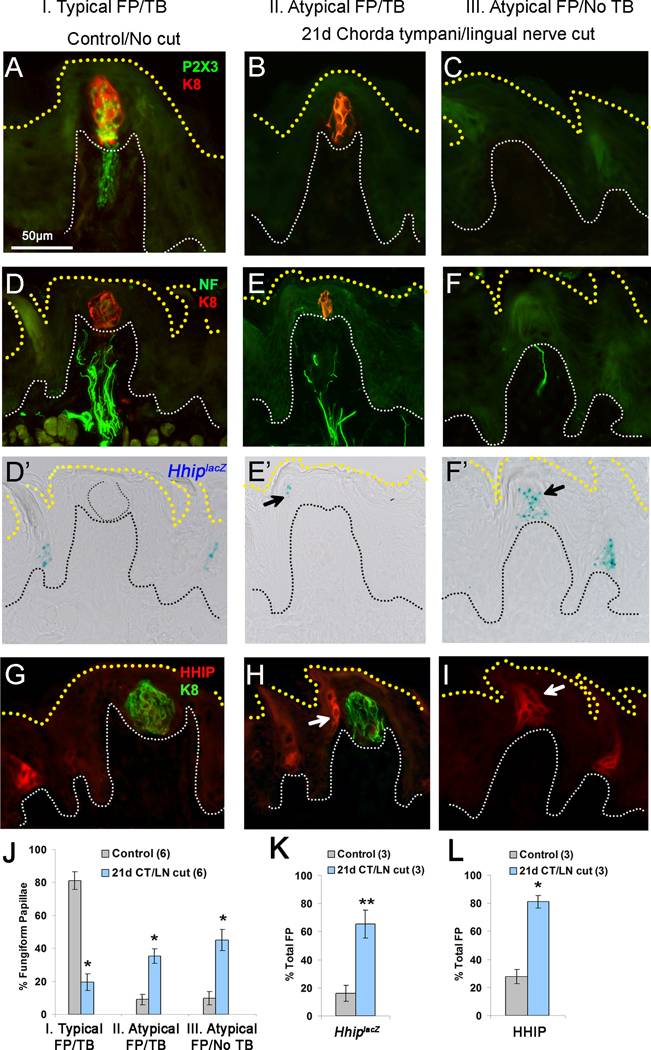 I. Typical FP/TB II. Atypical FP/TB III. Atypical FP/No TB
Control/No cut 21d Chorda tympani/lingual nerve cut
A P2X3 B C
K8
50µm
D NF E F
K8
D' HhiplacZ E' F'
G HHIP H I
K8
J K L
Control (6) Control (3) Control (3)
21d CT/LN cut (6) 21d CT/LN cut (3) 21d CT/LN cut (3)
% Fungiform Papillae
100
80
60
40
20
0
* * *
I. Typical II. Atypical III. Atypical
FP/TB FP/TB FP/No TB
% Total FP
100
80
60
40
20
0
**
HhiplacZ
% Total FP
100
80
60
40
20
0
*
HHIP